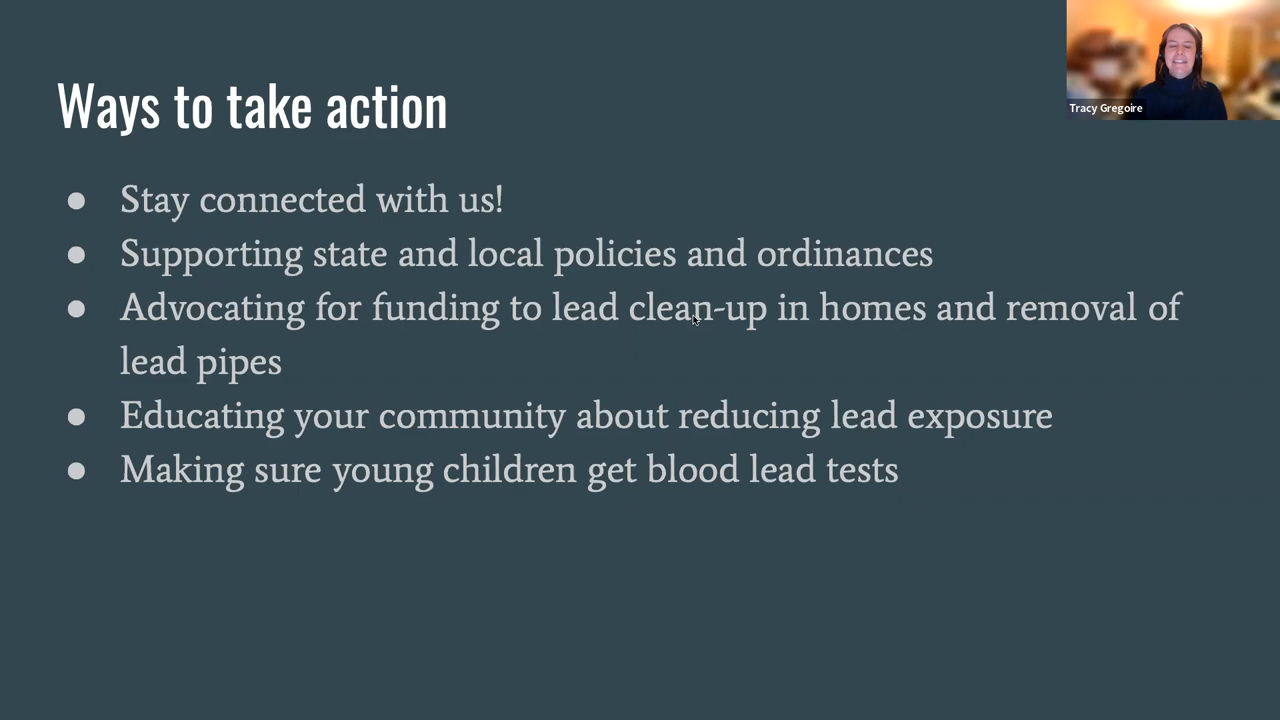 Tracy Gregoire
Ways to take action
● Stay connected with us!
● Supporting state and local policies and ordinances
● Advocating for funding to lead clean-up in homes and removal of
lead pipes
● Educating your community about reducing lead exposure
● Making sure young children get blood lead tests